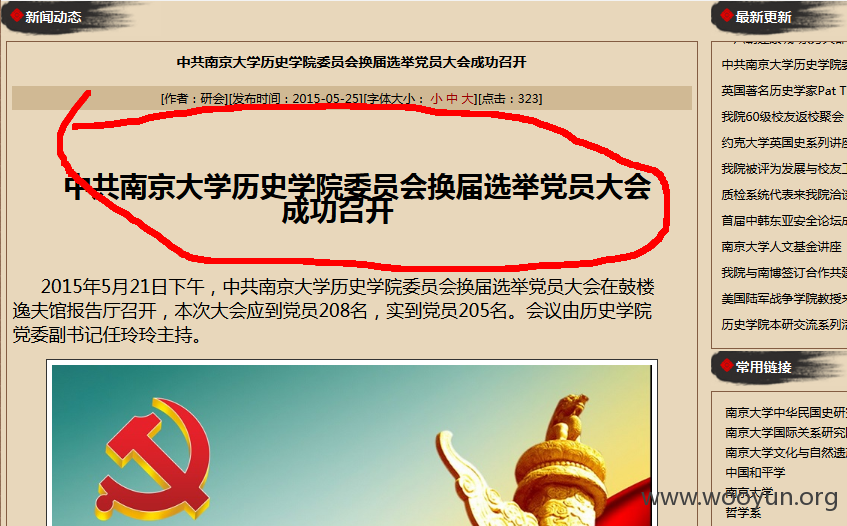 新闻动态
中共南京大学历史学院委员会换届选举党员大会成功召开
[作者：研会][发布时间：2015-05-25][字体大小： 小 中 大][点击：323]
中共南京大学历史学院委员会换届选举党员大会
成功召开
2015年5月21日下午，中共南京大学历史学院委员会换届选举党员大会在鼓楼
逸夫馆报告厅召开，本次大会应到党员208名，实到党员205名。会议由历史学院
党委副书记任玲玲主持。
最新更新
中共南京大学历史学院委
英国著名历史学家Pat T
我院60级校友返校聚会
约克大学英国史系列讲座
我院被评为发展与校友工
质检系统代表来我院洽谈
首届中韩东亚安全论坛成
南京大学人文基金讲座
我院与南博签订合作共建
美国陆军战争学院教授来
历史学院本研交流系列活
常用链接
南京大学中华民国史研究
南京大学国际关系研究院
南京大学文化与自然遗产
中国和平学
南京大学
哲学系
www.wooyun.org